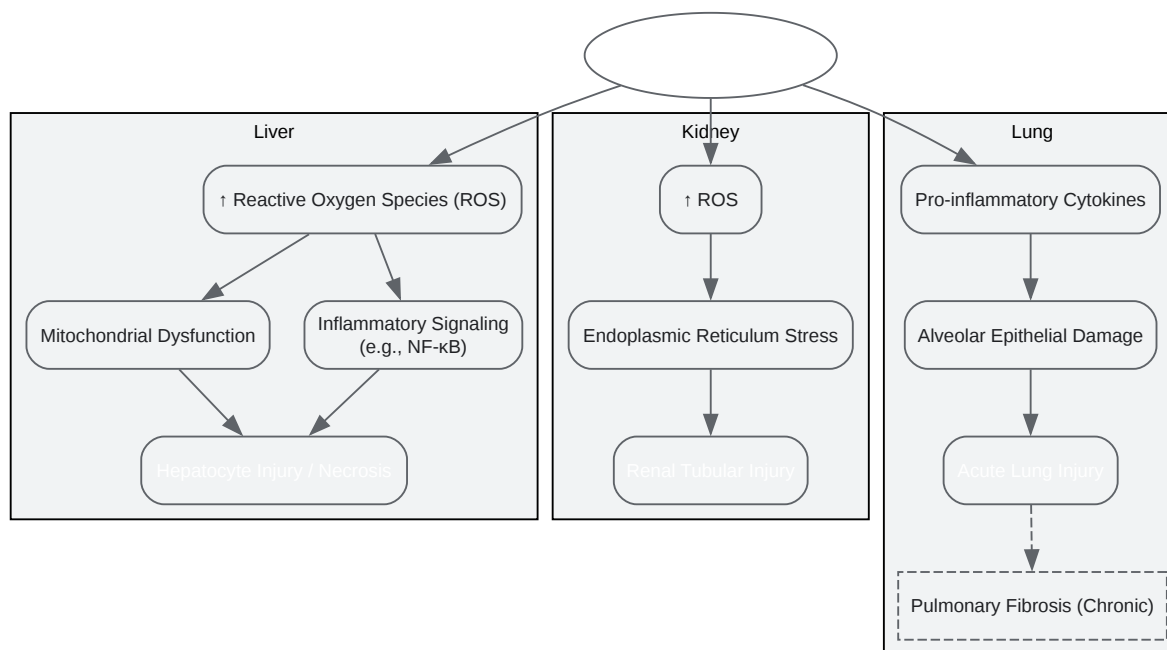 Liver
Kidney
Lung
↑ Reactive Oxygen Species (ROS)
↑ ROS
Pro-inflammatory Cytokines
Mitochondrial Dysfunction
Inflammatory Signaling
(e.g., NF-κB)
Endoplasmic Reticulum Stress
Alveolar Epithelial Damage
Hepatocyte Injury / Necrosis
Renal Tubular Injury
Acute Lung Injury
Pulmonary Fibrosis (Chronic)